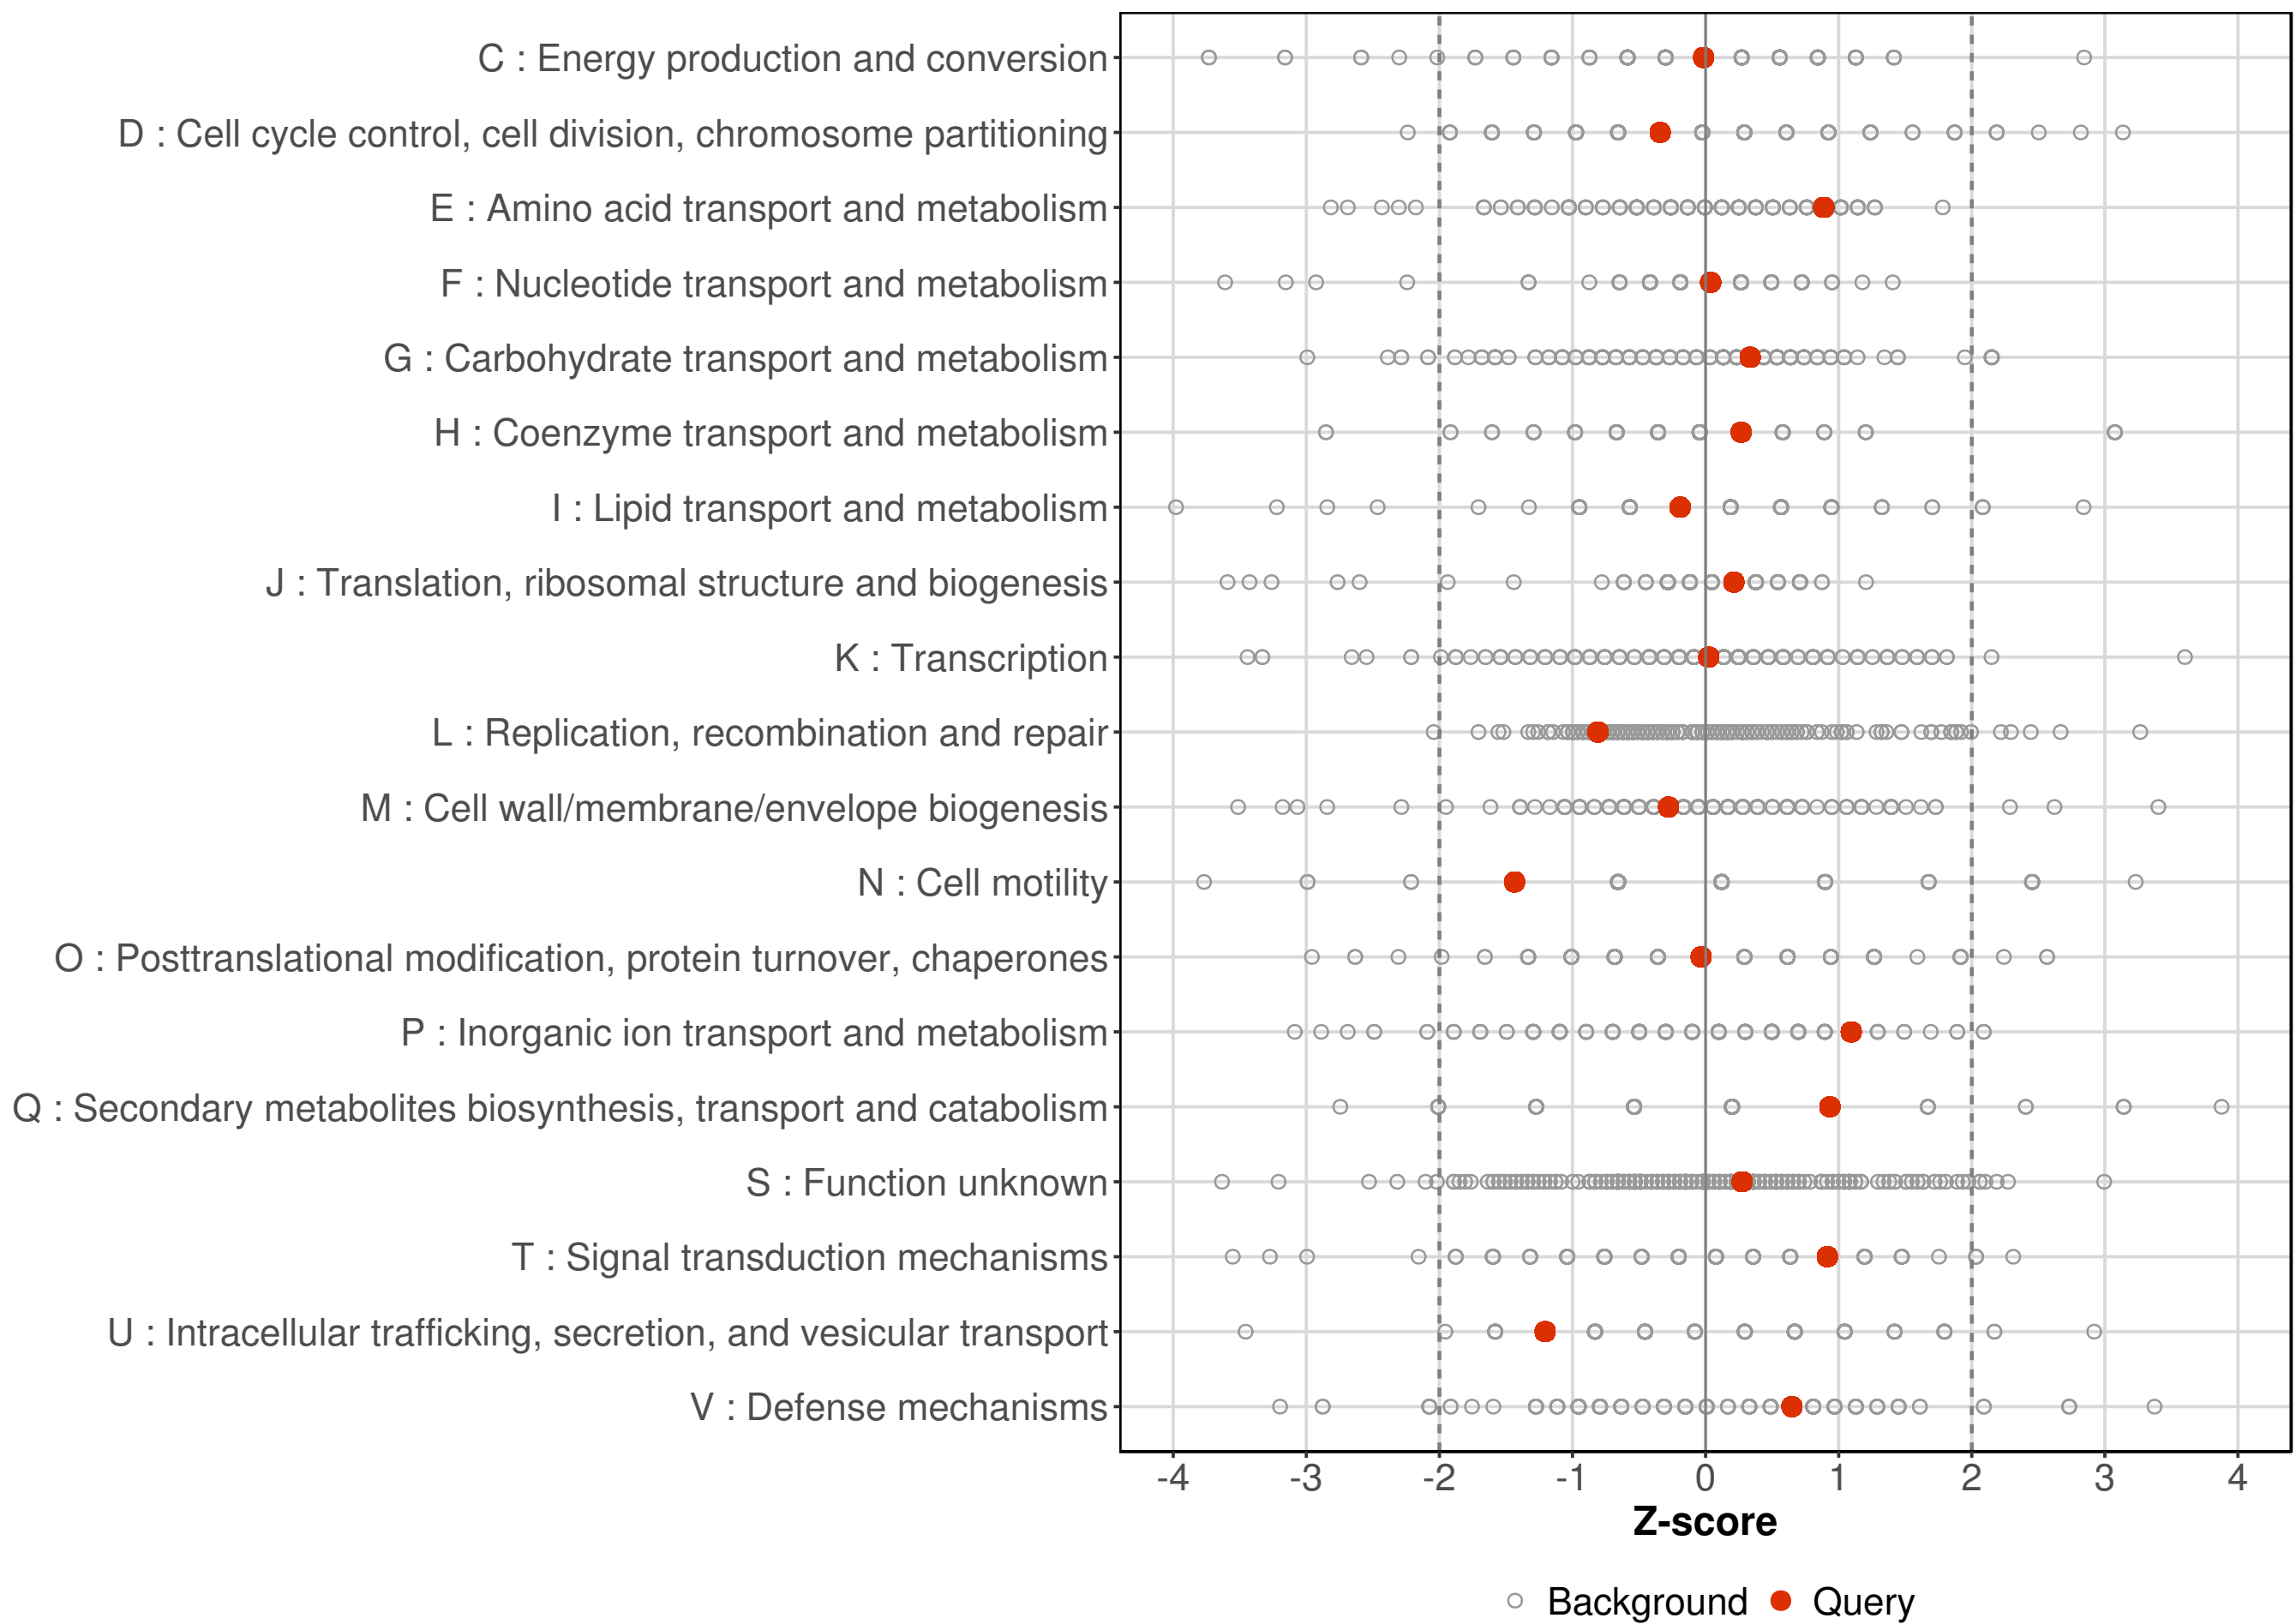 C : Energy production and conversion
D : Cell cycle control, cell division, chromosome partitioning
E : Amino acid transport and metabolism
F : Nucleotide transport and metabolism
G : Carbohydrate transport and metabolism
H : Coenzyme transport and metabolism
I : Lipid transport and metabolism
J : Translation, ribosomal structure and biogenesis
K : Transcription
L : Replication, recombination and repair
M : Cell wall/membrane/envelope biogenesis
N : Cell motility
O : Posttranslational modification, protein turnover, chaperones
P : Inorganic ion transport and metabolism
Q : Secondary metabolites biosynthesis, transport and catabolism
S : Function unknown
T : Signal transduction mechanisms
U : Intracellular trafficking, secretion, and vesicular transport
V : Defense mechanisms
-4 -3 -2 -1 0 1 2 3 4
Z-score
Background Query